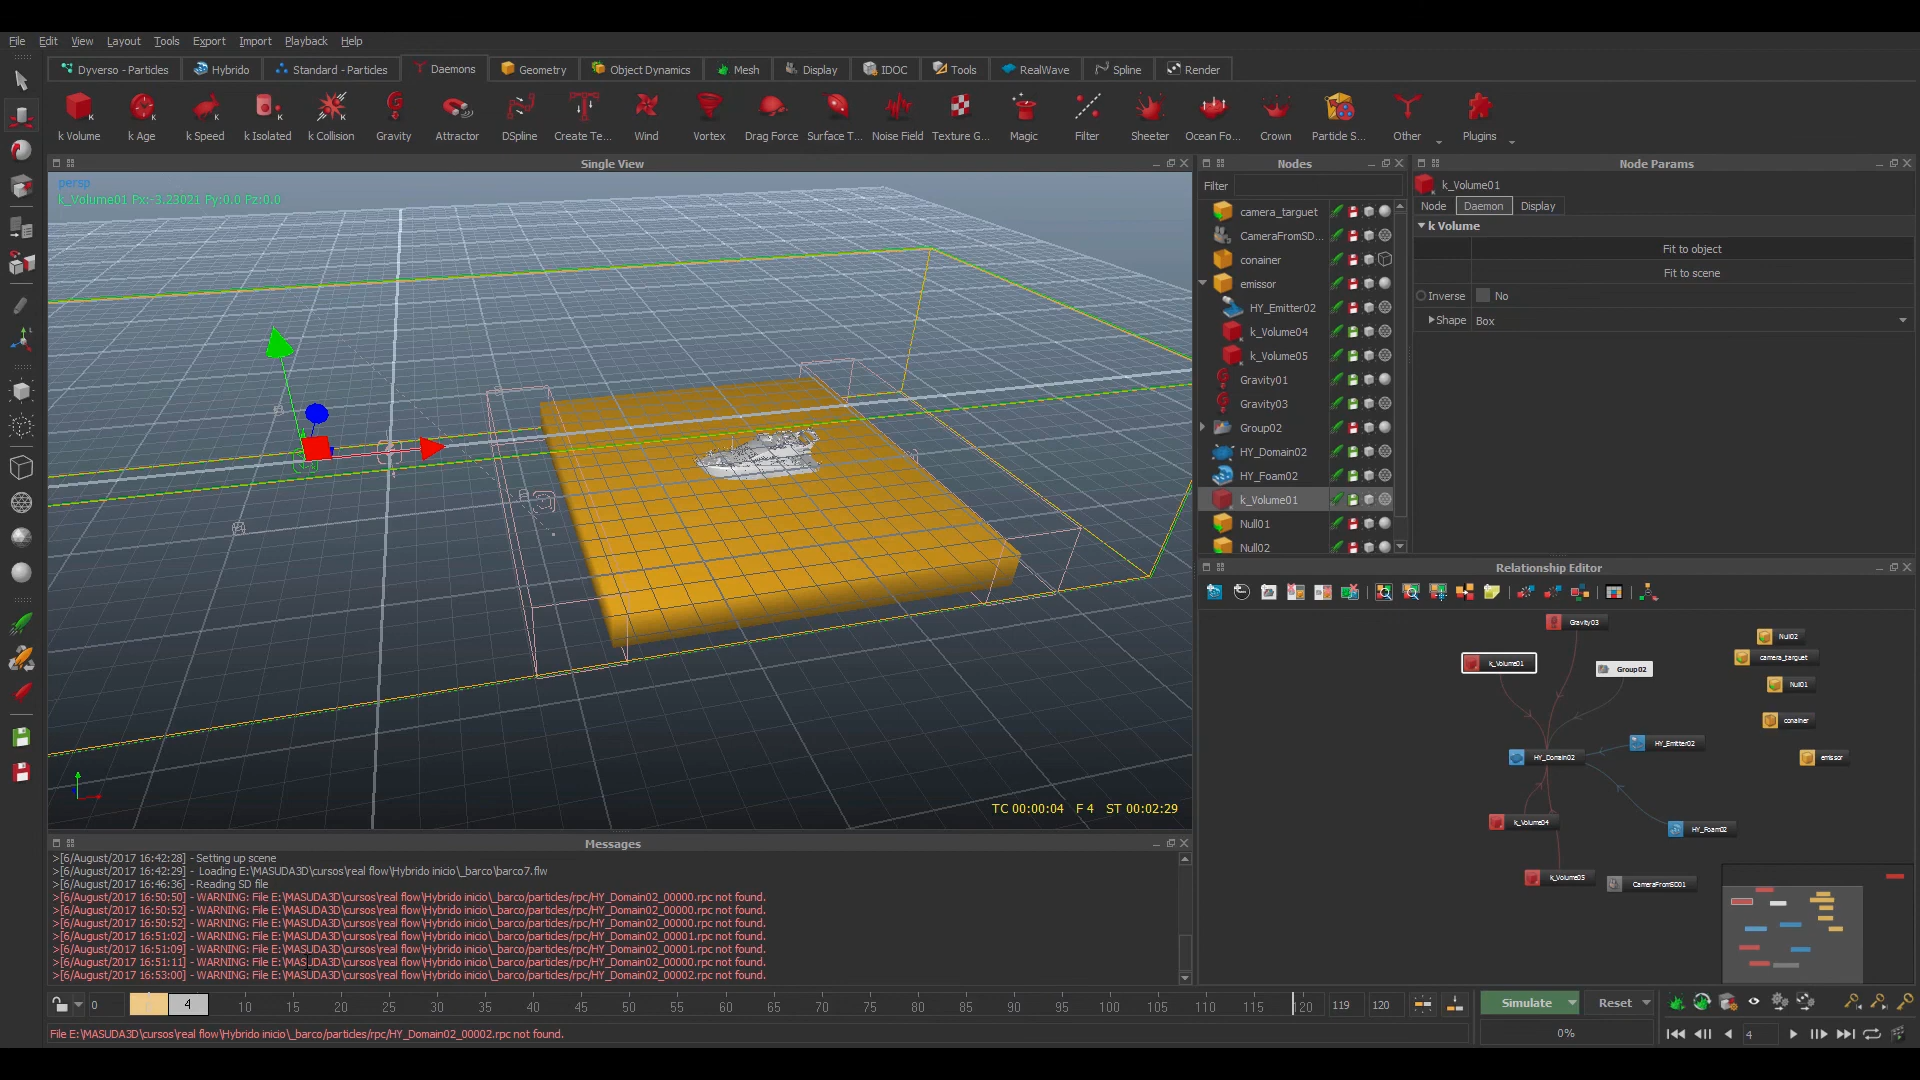 File Edit View Layout Tools Export Import Playback Help
Dyverso - Particles Hybrido Standard - Particles Daemons Geometry Object Dynamics Mesh Display IDOC Tools RealWave Spline Render
k Volume k Age k Speed k Isolated k Collision Gravity Attractor DSpline Create Te... Wind Vortex Drag Force Surface T... Noise Field Texture G... Magic Filter Sheeter Ocean Fo... Crown Particle S... Other Plugins
Single View
persp
k_Volume01 Px:-3.23021 Py:0.0 Pz:0.0
TC 00:00:04 F 4 ST 00:02:29
Nodes
Filter
camera_targuet
CameraFromSD...
conainer
emissor
HY_Emitter02
k_Volume04
k_Volume05
Gravity01
Gravity03
Group02
HY_Domain02
HY_Foam02
k_Volume01
Null01
Null02
Node Params
k_Volume01
Node Daemon Display
k Volume
Fit to object
Fit to scene
Inverse No
Shape Box
Relationship Editor
Gravity03
Null02
k_Volume01
Group02
camera_targuet
Null01
conainer
HY_Emitter02
HY_Domain02
emissor
k_Volume04
HY_Foam02
k_Volume05
CameraFromSD01
Messages
>[6/August/2017 16:42:28] - Setting up scene
>[6/August/2017 16:42:29] - Loading E:\MASUDA3D\cursos\real flow\Hybrido inicio\_barco\barco7.flw
>[6/August/2017 16:46:36] - Reading SD file
>[6/August/2017 16:50:50] - WARNING: File E:\MASUDA3D\cursos\real flow\Hybrido inicio\_barco/particles/rpc/HY_Domain02_00000.rpc not found.
>[6/August/2017 16:50:52] - WARNING: File E:\MASUDA3D\cursos\real flow\Hybrido inicio\_barco/particles/rpc/HY_Domain02_00000.rpc not found.
>[6/August/2017 16:50:52] - WARNING: File E:\MASUDA3D\cursos\real flow\Hybrido inicio\_barco/particles/rpc/HY_Domain02_00000.rpc not found.
>[6/August/2017 16:51:02] - WARNING: File E:\MASUDA3D\cursos\real flow\Hybrido inicio\_barco/particles/rpc/HY_Domain02_00001.rpc not found.
>[6/August/2017 16:51:09] - WARNING: File E:\MASUDA3D\cursos\real flow\Hybrido inicio\_barco/particles/rpc/HY_Domain02_00001.rpc not found.
>[6/August/2017 16:51:11] - WARNING: File E:\MASUDA3D\cursos\real flow\Hybrido inicio\_barco/particles/rpc/HY_Domain02_00002.rpc not found.
>[6/August/2017 16:53:00] - WARNING: File E:\MASUDA3D\cursos\real flow\Hybrido inicio\_barco/particles/rpc/HY_Domain02_00002.rpc not found.
0 4 10 15 20 25 30 35 40 45 50 55 60 65 70 75 80 85 90 95 100 105 110 115 120 119 120
Simulate Reset
File E:\MASUDA3D\cursos\real flow\Hybrido inicio\_barco/particles/rpc/HY_Domain02_00002.rpc not found.
0%
4